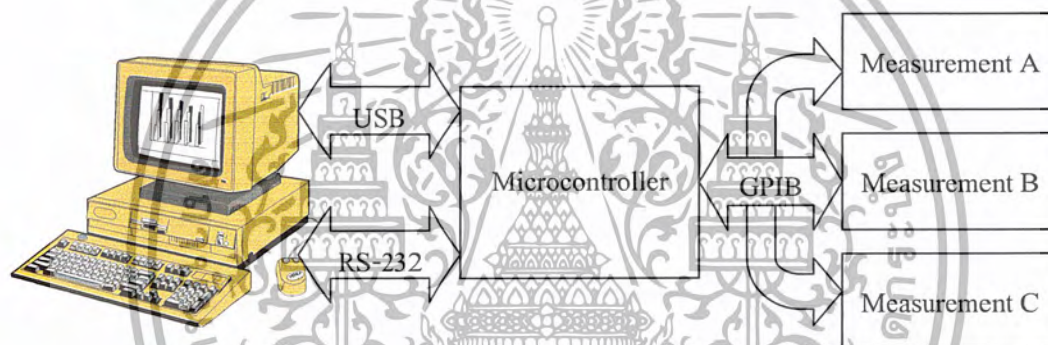 Measurement A
USB
Microcontroller
GPIB
Measurement B
RS-232
Measurement C